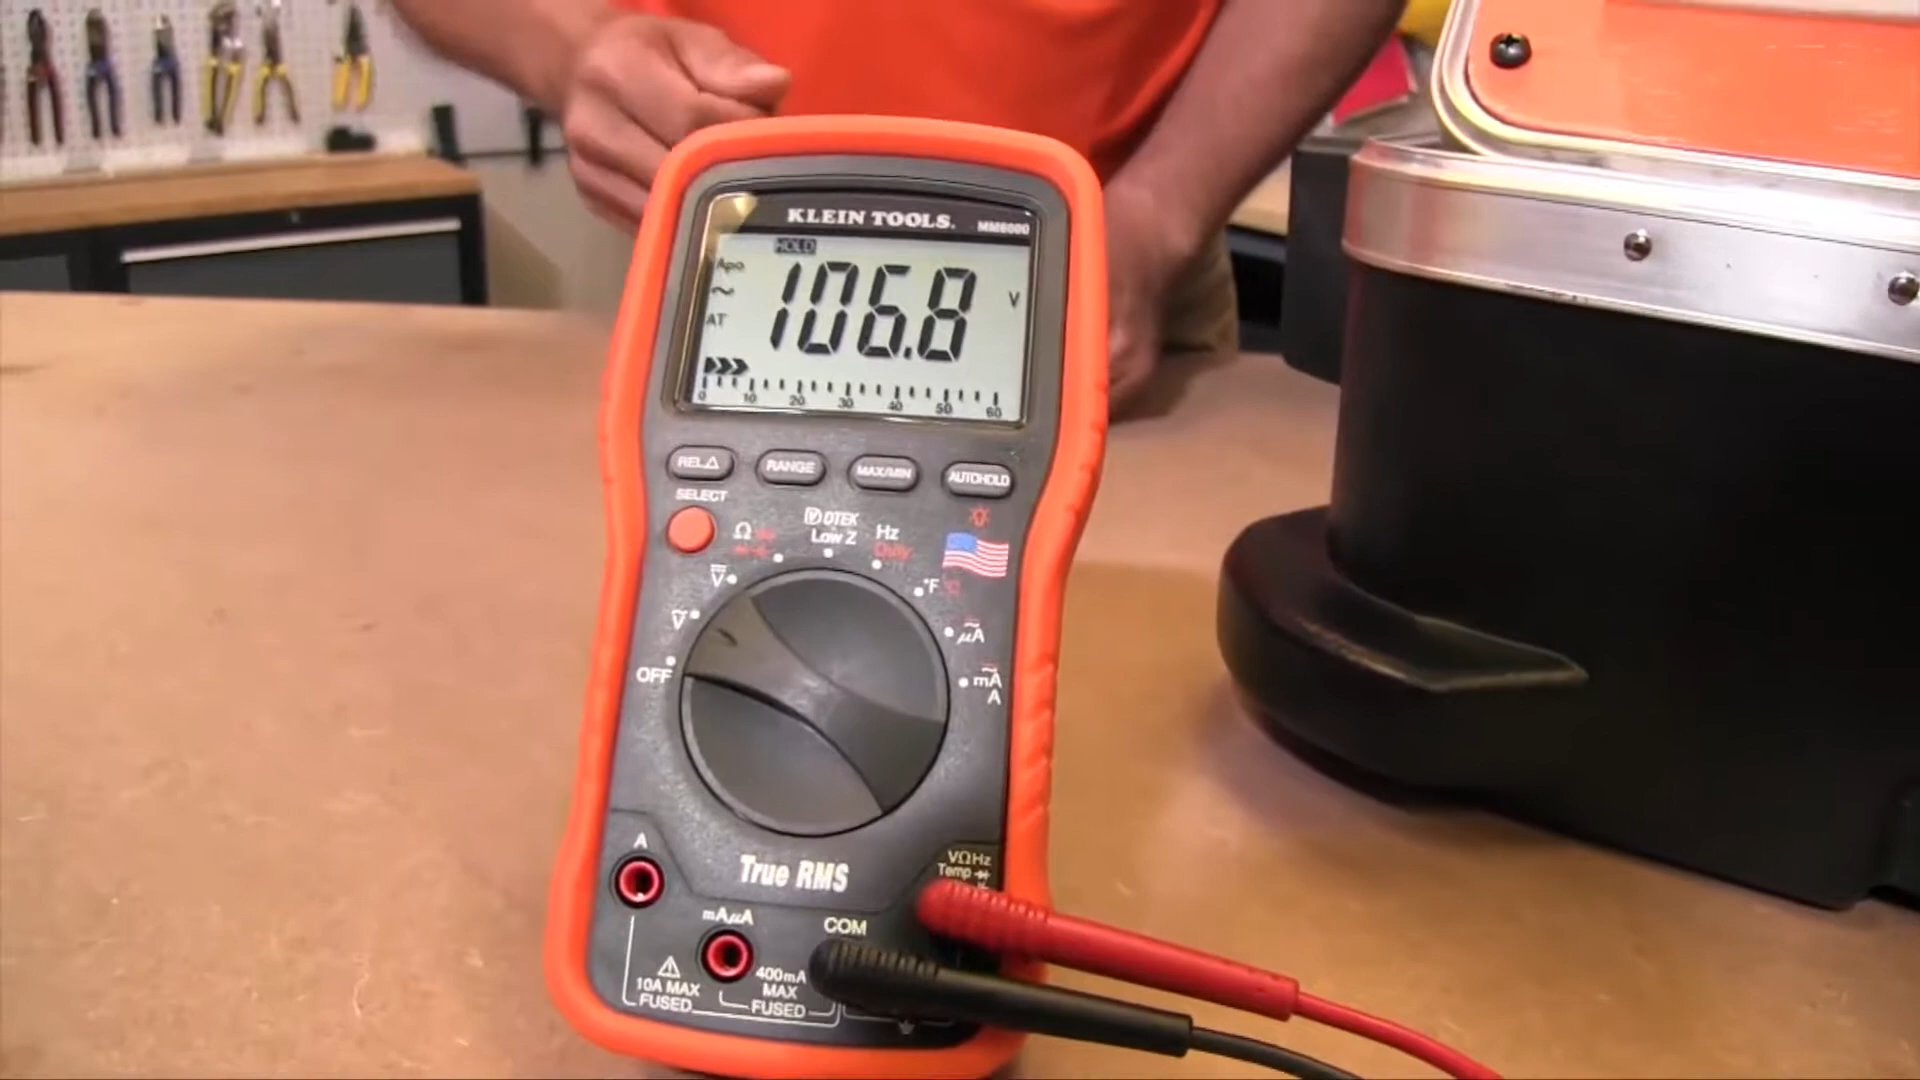 KLEIN TOOLS. MM6000
HOLD
Apo
106.8 V
AT
0 10 20 30 40 50 60
REL△ RANGE MAX/MIN AUTOHOLD
SELECT
Ω
V DTEK
Low Z
Hz
Duty
V
°F °C
V
µA
OFF
mA
A
A
True RMS
VΩHz
Temp
mAµA
COM
10A MAX
FUSED
400mA
MAX
FUSED